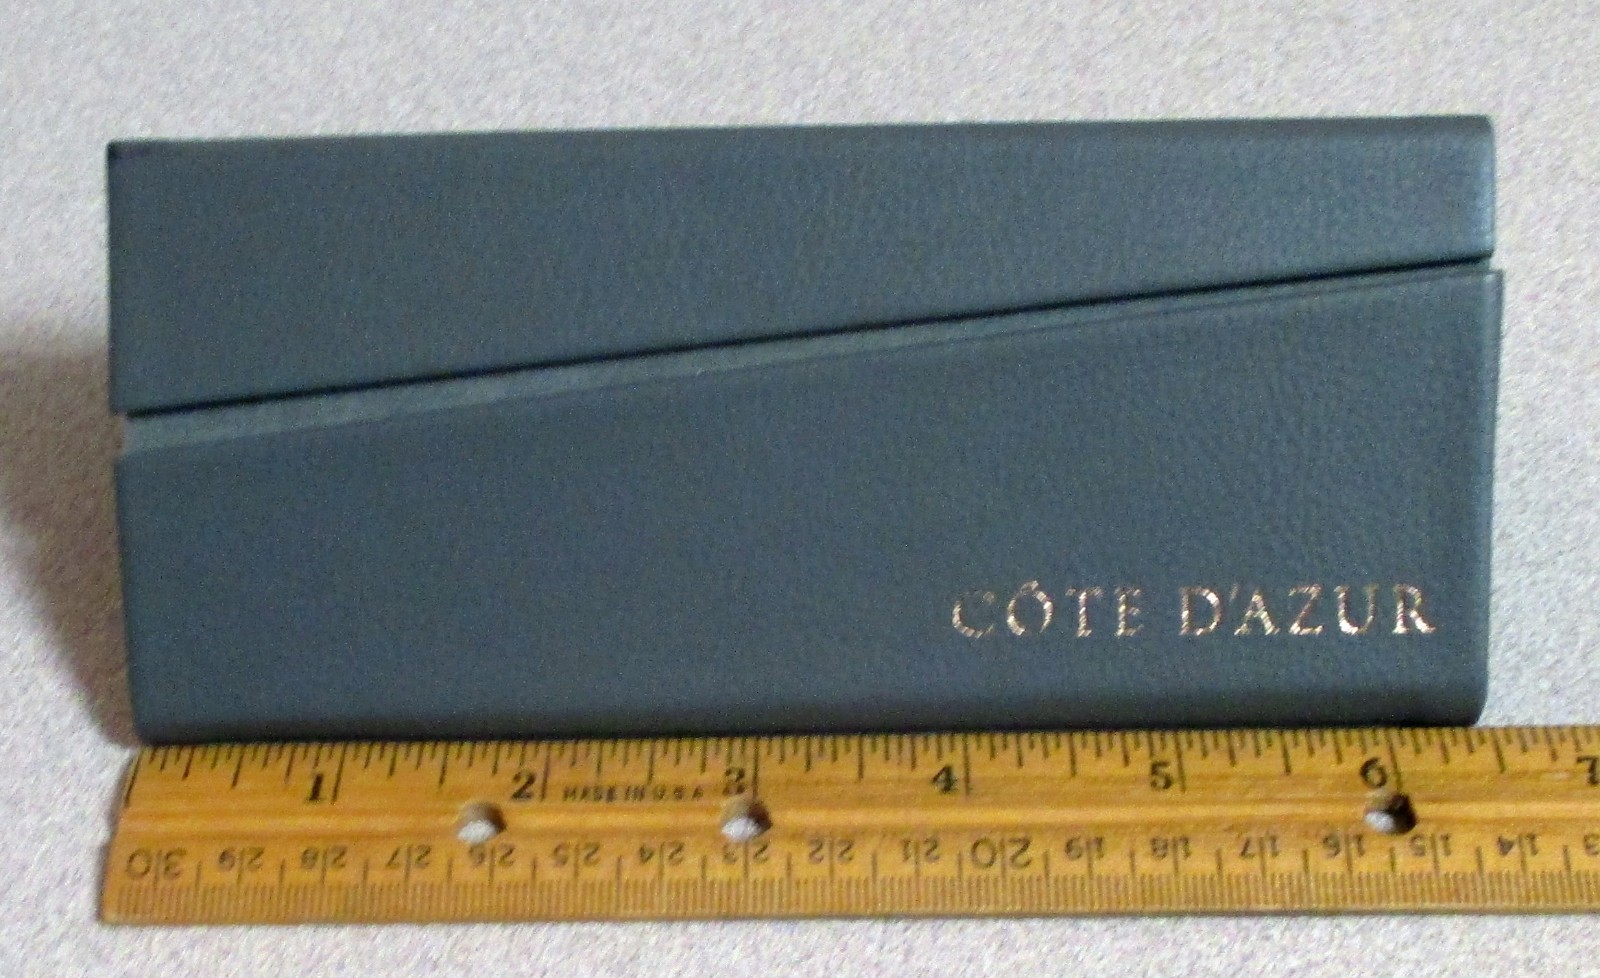 CÔTE D'AZUR
1 2 MADE IN U.S.A 3 4 5 6 7
30 29 28 27 26 25 24 23 22 21 20 19 18 17 16 15 14 13